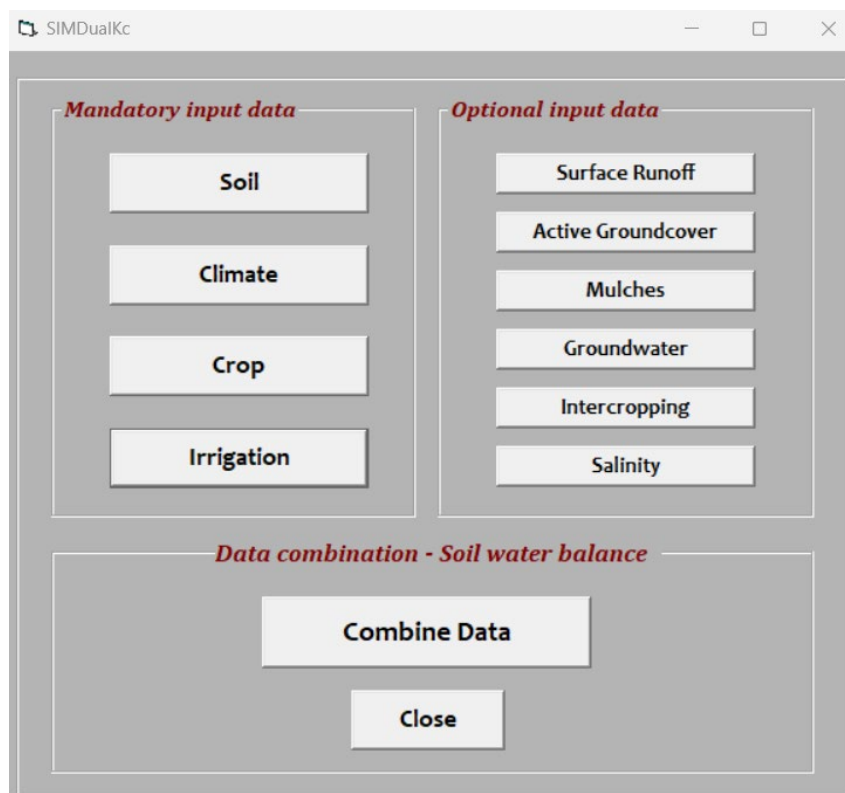 SIMDualKc
Mandatory input data
Soil
Climate
Crop
Irrigation
Optional input data
Surface Runoff
Active Groundcover
Mulches
Groundwater
Intercropping
Salinity
Data combination - Soil water balance
Combine Data
Close